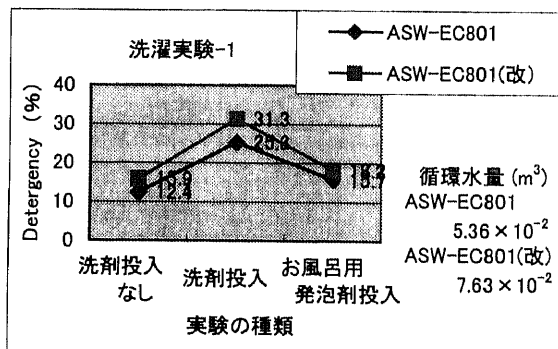 洗濯実験-1
ASW-EC801
ASW-EC801(改)
Detergency (%)
40
30
20
10
0
31.3
12.4
洗剤投入なし
洗剤投入
お風呂用発泡剤投入
実験の種類
循環水量(m³)
ASW-EC801
5.36×10⁻²
ASW-EC801(改)
7.63×10⁻²